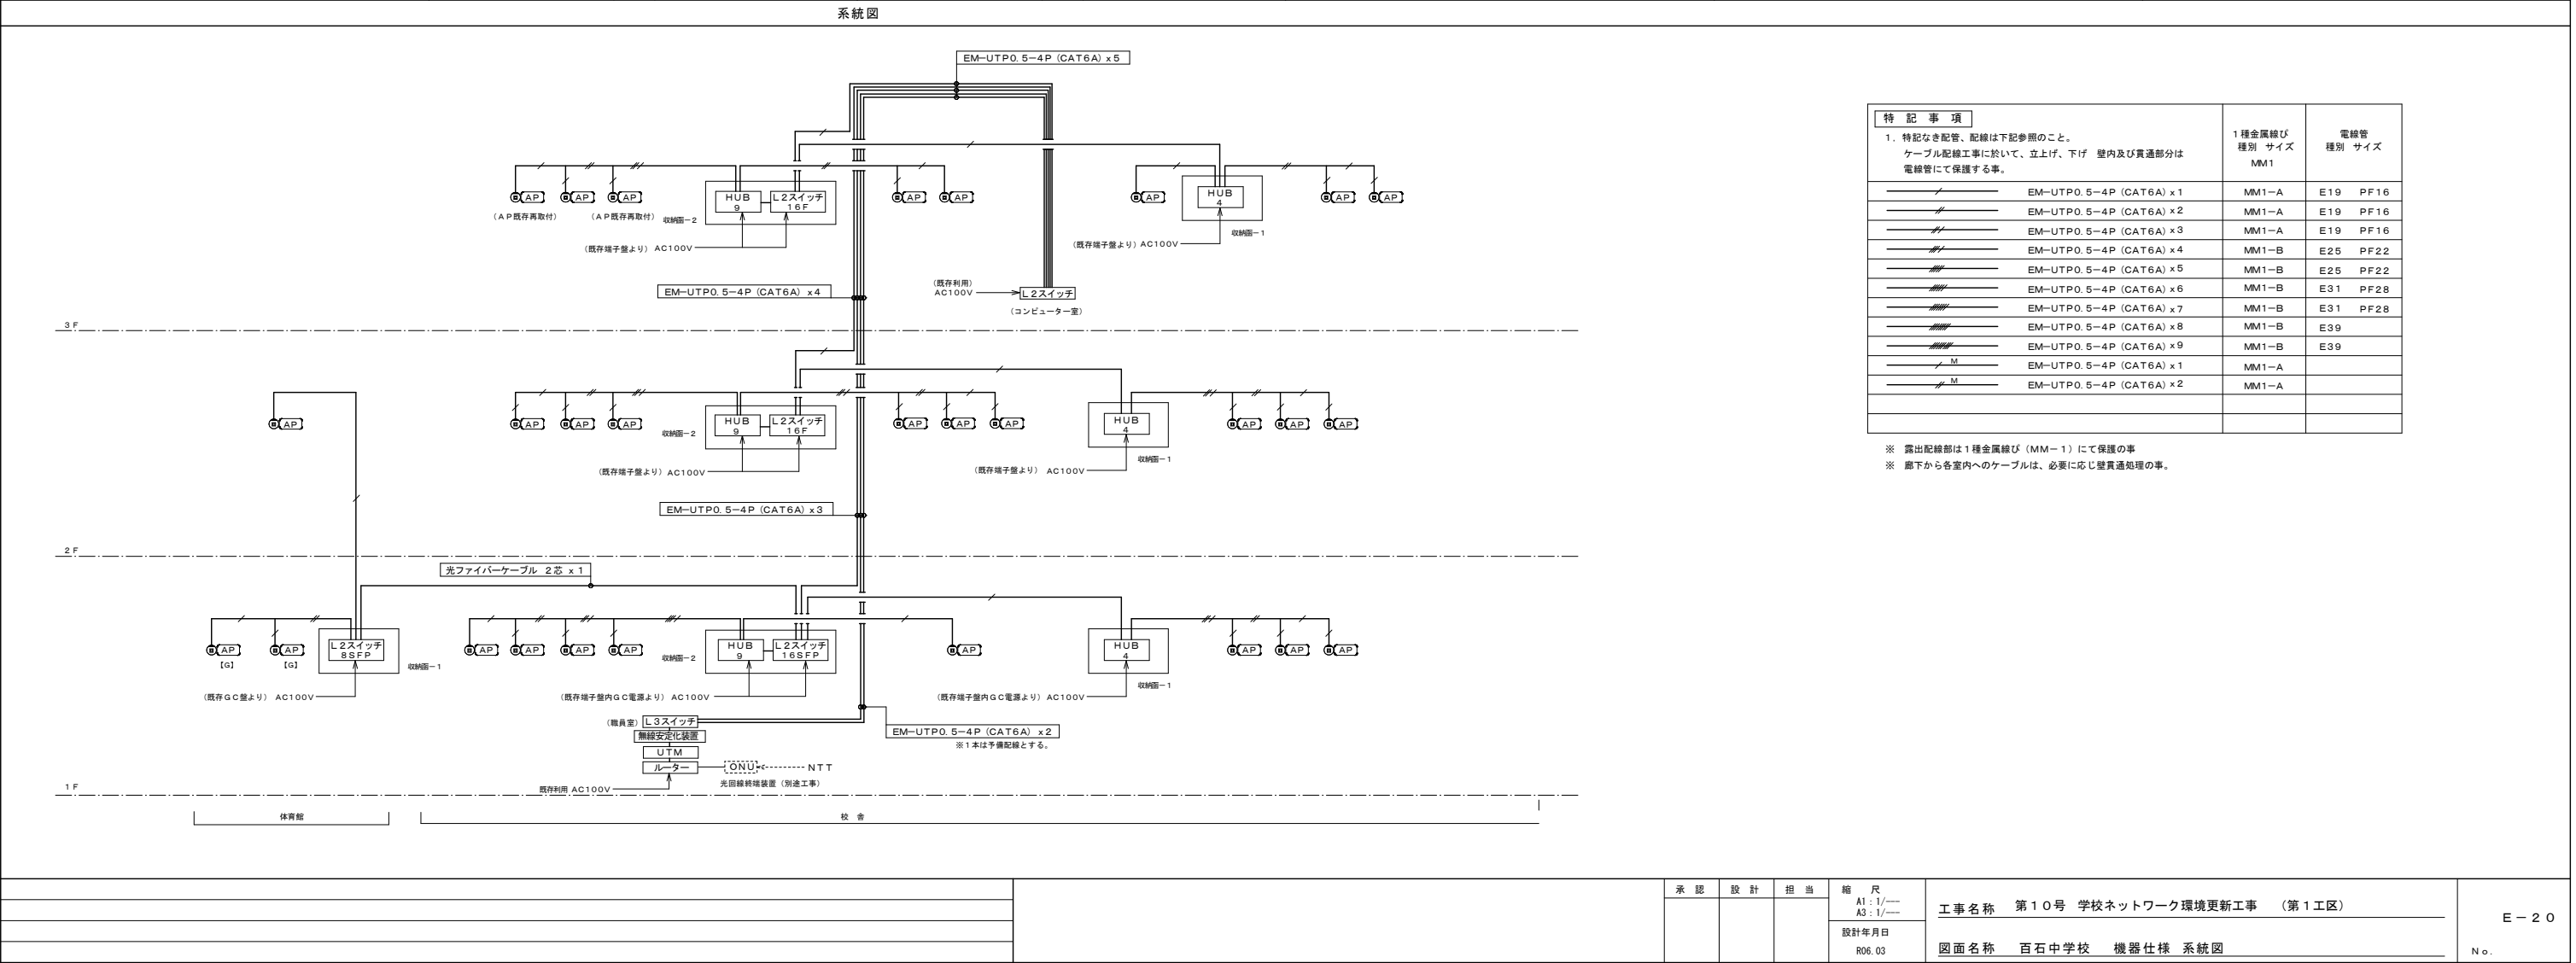 系統図
EM-UTP0.5-4P (CAT6A) x5
AP AP AP
HUB
9
L2スイッチ
16F
AP AP
AP
HUB
4
AP AP
(AP既存再取付) (AP既存再取付) 収納函-2
収納函-1
(既存端子盤より) AC100V
(既存端子盤より) AC100V
EM-UTP0.5-4P (CAT6A) x4
(既存利用)
AC100V
L2スイッチ
(コンピューター室)
3F
AP
AP AP AP
HUB
9
L2スイッチ
16F
AP AP AP
HUB
4
AP AP AP
収納函-2
収納函-1
(既存端子盤より) AC100V
(既存端子盤より) AC100V
EM-UTP0.5-4P (CAT6A) x3
2F
光ファイバーケーブル 2芯 x1
AP AP
L2スイッチ
8SFP
AP AP AP AP
HUB
9
L2スイッチ
16SFP
AP
HUB
4
AP AP AP
【G】 【G】 収納函-1
収納函-2
収納函-1
(既存GC盤より) AC100V
(既存端子盤内GC電源より) AC100V
(既存端子盤内GC電源より) AC100V
(職員室) L3スイッチ
無線安定化装置
UTM
ルーター
ONU
NTT
光回線終端装置(別途工事)
既存利用 AC100V
EM-UTP0.5-4P (CAT6A) x2
※1本は予備配線とする。
1F
体育館
校 舎
特 記 事 項
1. 特記なき配管、配線は下記参照のこと。
ケーブル配線工事に於いて、立上げ、下げ 壁内及び貫通部分は
電線管にて保護する事。
1種金属線ぴ
種別 サイズ
MM1
電線管
種別 サイズ
EM-UTP0.5-4P (CAT6A) x1 MM1-A E19 PF16
EM-UTP0.5-4P (CAT6A) x2 MM1-A E19 PF16
EM-UTP0.5-4P (CAT6A) x3 MM1-A E19 PF16
EM-UTP0.5-4P (CAT6A) x4 MM1-B E25 PF22
EM-UTP0.5-4P (CAT6A) x5 MM1-B E25 PF22
EM-UTP0.5-4P (CAT6A) x6 MM1-B E31 PF28
EM-UTP0.5-4P (CAT6A) x7 MM1-B E31 PF28
EM-UTP0.5-4P (CAT6A) x8 MM1-B E39
EM-UTP0.5-4P (CAT6A) x9 MM1-B E39
M EM-UTP0.5-4P (CAT6A) x1 MM1-A
M EM-UTP0.5-4P (CAT6A) x2 MM1-A
※ 露出配線部は1種金属線ぴ(MM-1)にて保護の事
※ 廊下から各室内へのケーブルは、必要に応じ壁貫通処理の事。
承 認 設 計 担 当
縮 尺
A1:1/---
A3:1/---
設計年月日
R06.03
工事名称 第10号 学校ネットワーク環境更新工事 (第1工区)
図面名称 百石中学校 機器仕様 系統図
E-20
No.